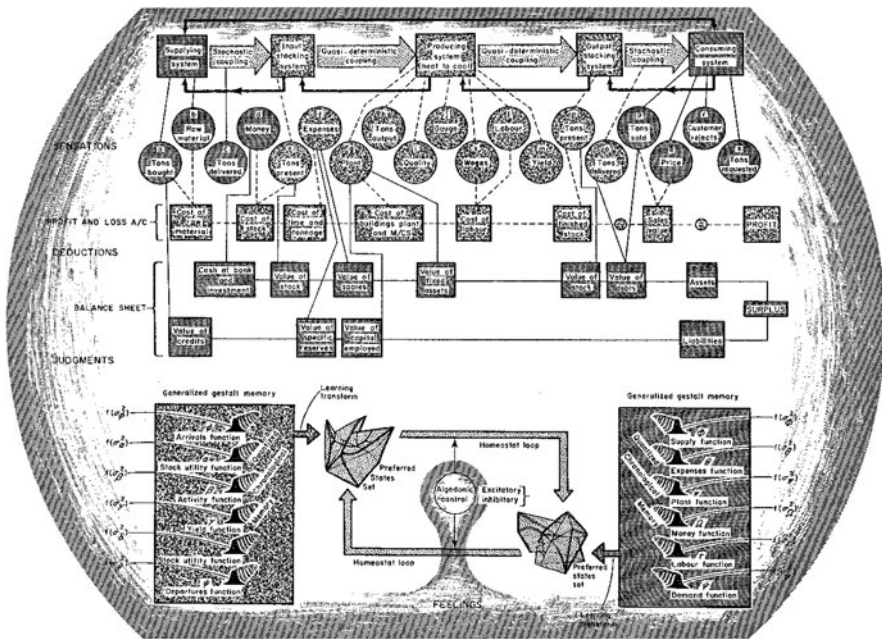 Supplying
system
Stochastic
coupling
Input
stocking
system
Quasi-deterministic
coupling
Producing
system
(heat to coat)
Quasi-deterministic
coupling
Output
stocking
system
Stochastic
coupling
Consuming
system
SENSATIONS
Raw
material
Money
Expenses
Tons
output
Gauge
Labour
Tons
present
Tons
sold
Customer
rejects
Tons
bought
Tons
delivered
Tons
present
Plant
Quality
Wages
Yield
Tons
delivered
Price
Tons
requested
PROFIT AND LOSS A/C
Cost of
material
Cost of
stock
Cost of
time and
tonnage
Cost of
buildings plant
and M/CS
Cost of
labour
Cost of
finished
stock
PROFIT
DEDUCTIONS
BALANCE SHEET
Cash at bank
and
investment
Value of
stock
Value of
spares
Value of
fixed
assets
Value of
stock
Value of
Assets
SURPLUS
Value of
credits
Value of
specific
reserves
Value of
capital
employed
Liabilities
JUDGMENTS
Generalized gestalt memory
Learning
transform
Arrivals function
Stock utility function
Activity function
Yield function
Stock utility function
Departures function
Preferred
States
Set
Homeostat loop
Algedonic
control
Excitatory
inhibitory
Homeostat loop
Preferred
states
set
Learning
transform
FEELINGS
Generalized gestalt memory
Supply function
Expenses function
Plant function
Money function
Labour function
Demand function